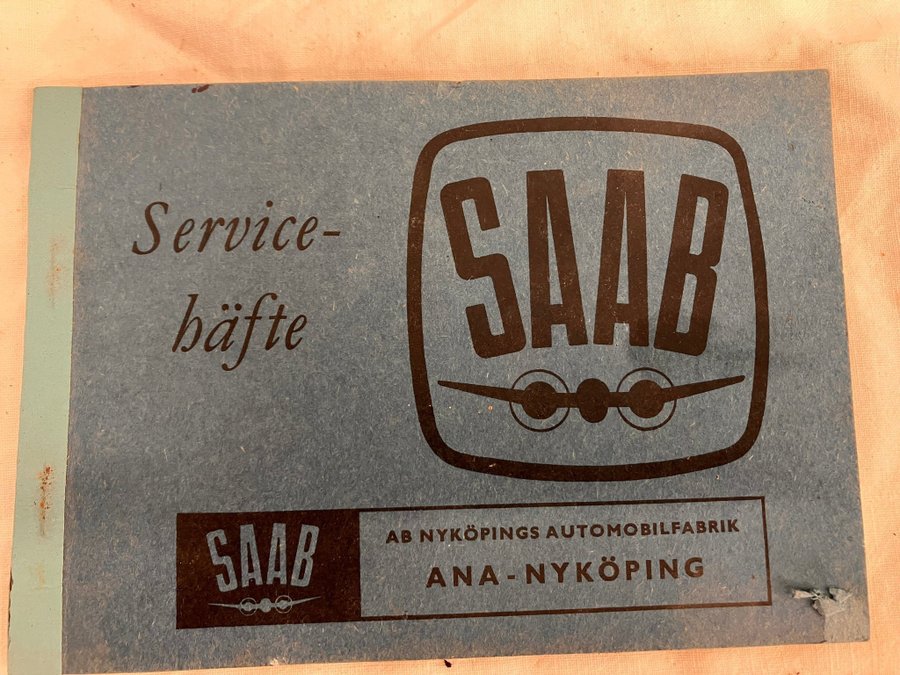 Service-
häfte
SAAB
SAAB
AB NYKÖPINGS AUTOMOBILFABRIK
ANA-NYKÖPING